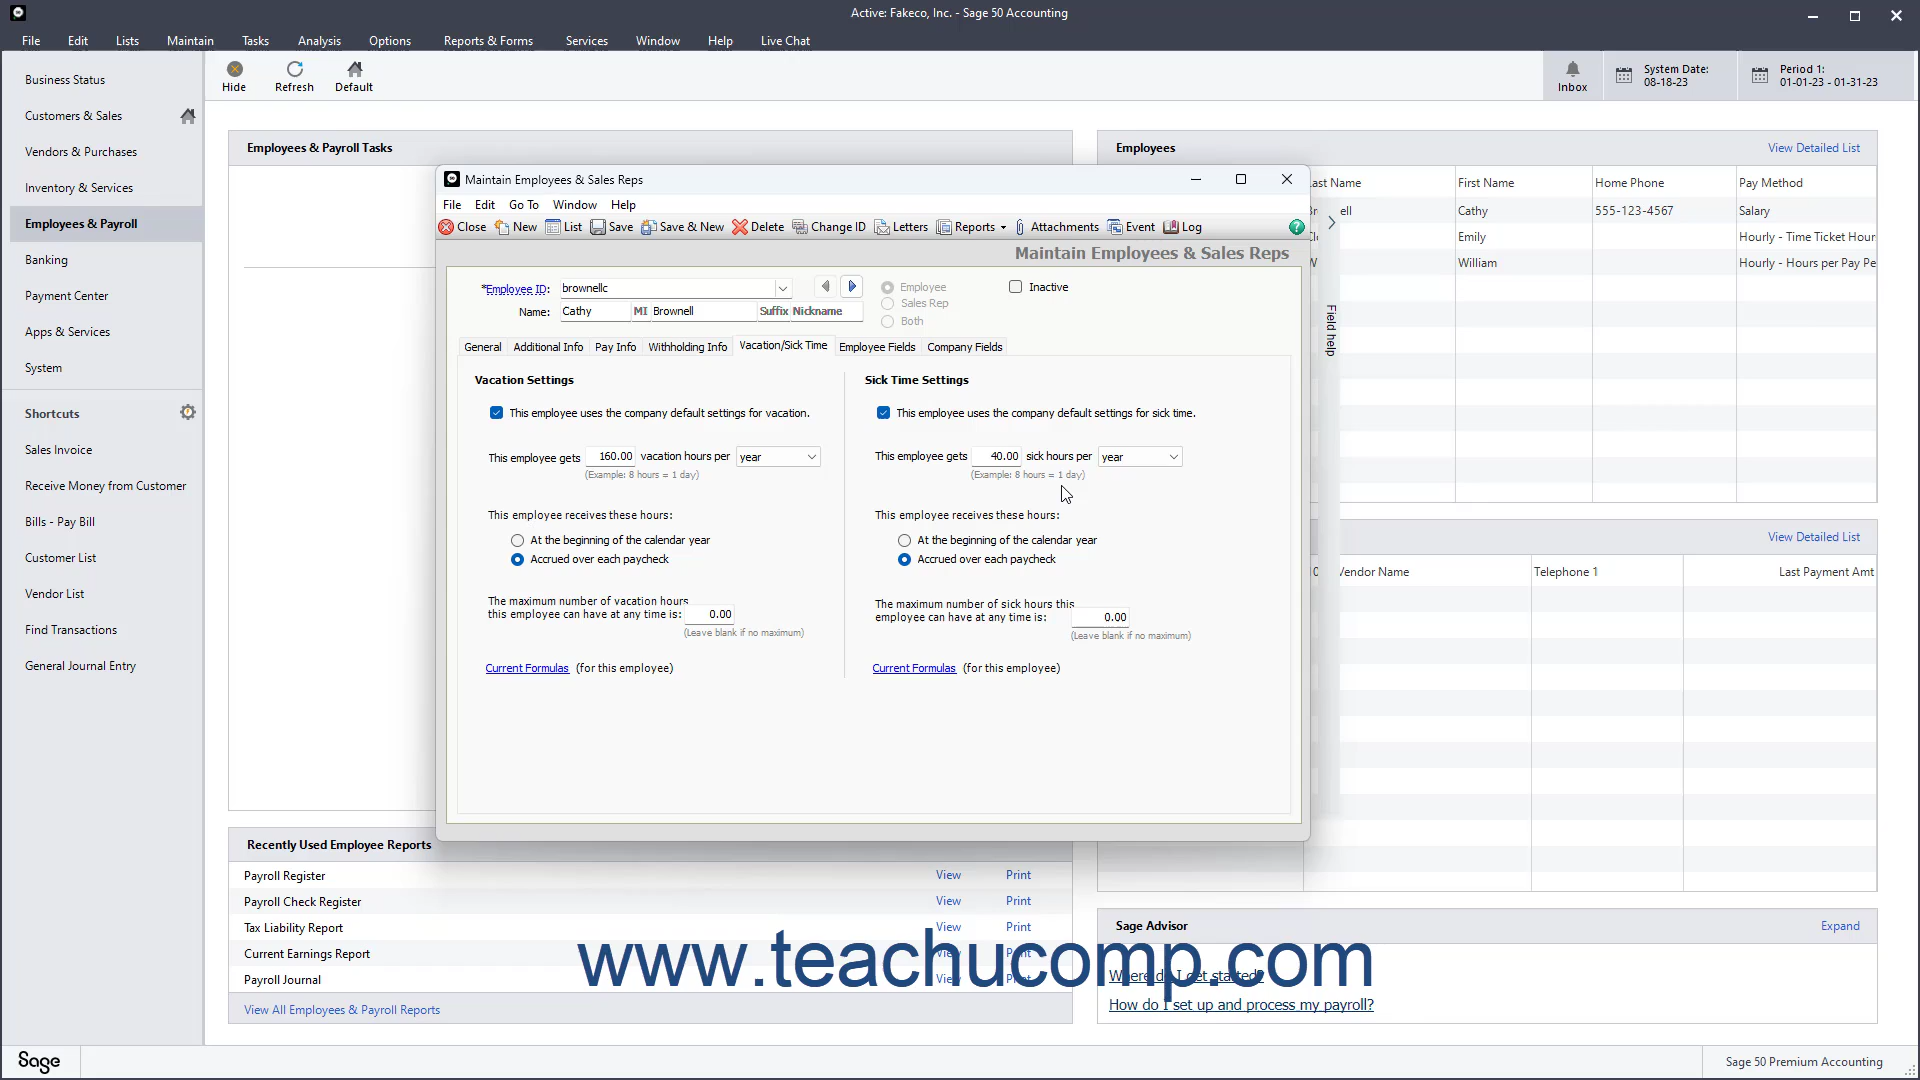 Active: Fakeco, Inc. - Sage 50 Accounting
File Edit Lists Maintain Tasks Analysis Options Reports & Forms Services Window Help Live Chat
Business Status
Customers & Sales
Vendors & Purchases
Inventory & Services
Employees & Payroll
Banking
Payment Center
Apps & Services
System
Shortcuts
Sales Invoice
Receive Money from Customer
Bills - Pay Bill
Customer List
Vendor List
Find Transactions
General Journal Entry
Hide Refresh Default
Inbox
System Date:
08-18-23
Period 1:
01-01-23 - 01-31-23
Employees & Payroll Tasks
Maintain Employees & Sales Reps
File Edit Go To Window Help
Close New List Save Save & New Delete Change ID Letters Reports Attachments Event Log
Maintain Employees & Sales Reps
*Employee ID: brownellc
Name: Cathy MI Brownell Suffix Nickname
Employee
Sales Rep
Both
Inactive
General Additional Info Pay Info Withholding Info Vacation/Sick Time Employee Fields Company Fields
Vacation Settings
This employee uses the company default settings for vacation.
This employee gets 160.00 vacation hours per year
(Example: 8 hours = 1 day)
This employee receives these hours:
At the beginning of the calendar year
Accrued over each paycheck
The maximum number of vacation hours
this employee can have at any time is: 0.00
(Leave blank if no maximum)
Current Formulas (for this employee)
Sick Time Settings
This employee uses the company default settings for sick time.
This employee gets 40.00 sick hours per year
(Example: 8 hours = 1 day)
This employee receives these hours:
At the beginning of the calendar year
Accrued over each paycheck
The maximum number of sick hours this
employee can have at any time is: 0.00
(Leave blank if no maximum)
Current Formulas (for this employee)
Field help
Employees View Detailed List
ast Name First Name Home Phone Pay Method
ell Cathy 555-123-4567 Salary
Emily Hourly - Time Ticket Hour
William Hourly - Hours per Pay Pe
View Detailed List
Vendor Name Telephone 1 Last Payment Amt
Recently Used Employee Reports
Payroll Register View Print
Payroll Check Register View Print
Tax Liability Report View Print
Current Earnings Report View Print
Payroll Journal View Print
View All Employees & Payroll Reports
Sage Advisor Expand
Where do I get started?
How do I set up and process my payroll?
www.teachucomp.com
Sage
Sage 50 Premium Accounting